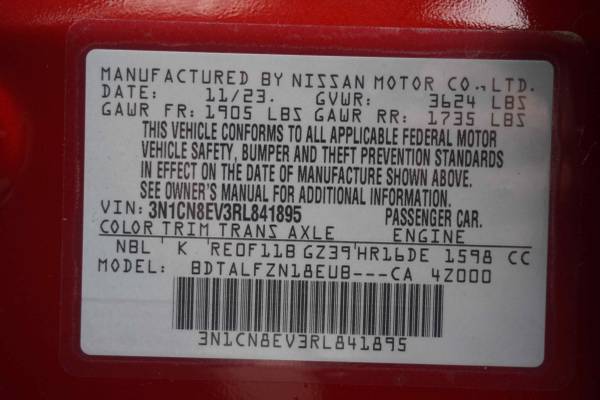 MANUFACTURED BY NISSAN MOTOR CO., LTD.
DATE: 11/23. GVWR: 3624 LBS
GAWR FR: 1905 LBS GAWR RR: 1735 LBS
THIS VEHICLE CONFORMS TO ALL APPLICABLE FEDERAL MOTOR
VEHICLE SAFETY, BUMPER AND THEFT PREVENTION STANDARDS
IN EFFECT ON THE DATE OF MANUFACTURE SHOWN ABOVE.
SEE OWNER'S MANUAL FOR ADDITIONAL INFORMATION.
VIN: 3N1CN8EV3RL841895 PASSENGER CAR
COLOR TRIM TRANS AXLE ENGINE
NBL K RE0F11B GZ39 HR16DE 1598 CC
MODEL: BDTALFZN18EUB---CA 4Z000
3N1CN8EV3RL841895